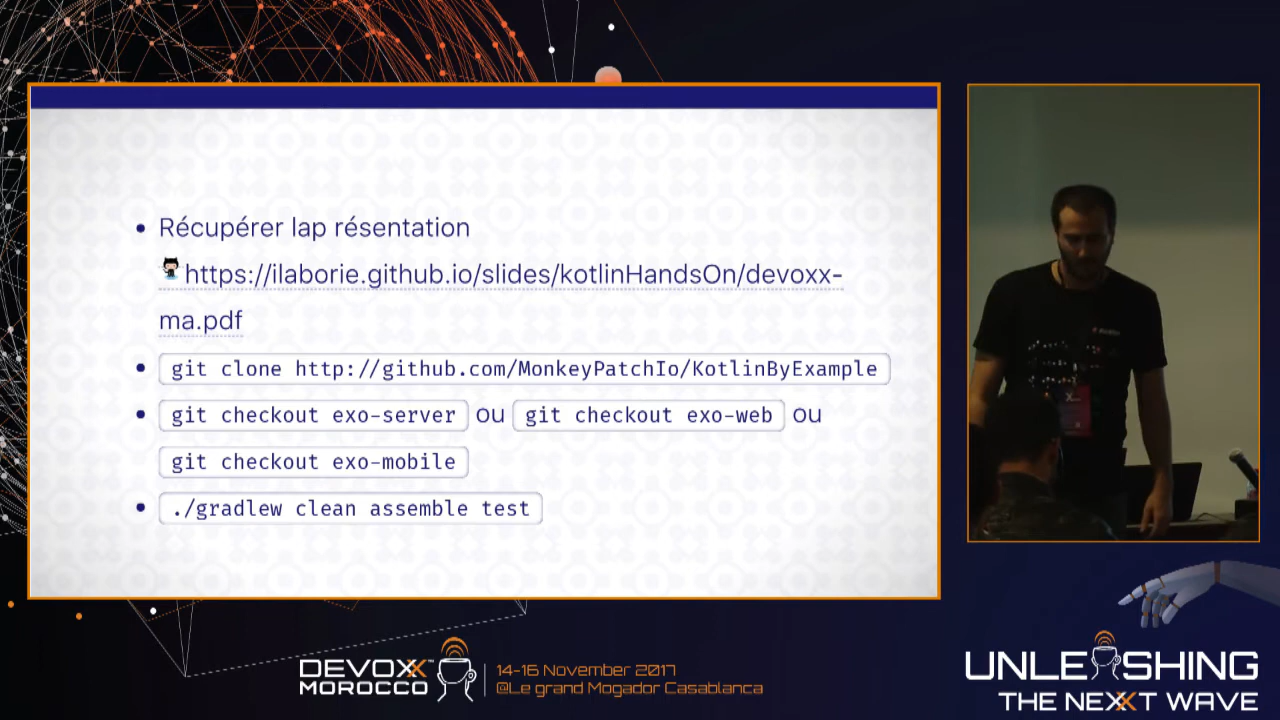 Récupérer lap résentation
https://ilaborie.github.io/slides/kotlinHandsOn/devoxx-
ma.pdf
git clone http://github.com/MonkeyPatchIo/KotlinByExample
git checkout exo-server ou git checkout exo-web ou
git checkout exo-mobile
./gradlew clean assemble test
DEVOXX™
MOROCCO
14-16 November 2017
@Le grand Mogador Casablanca
UNLEASHING
THE NEXXT WAVE